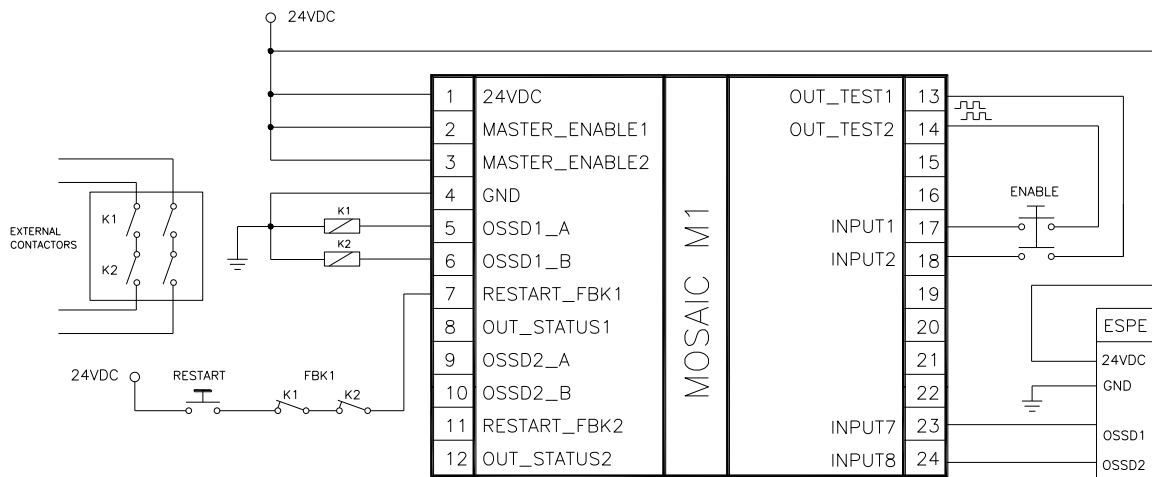 24VDC
1 24VDC
2 MASTER_ENABLE1
3 MASTER_ENABLE2
4 GND
5 OSSD1_A
6 OSSD1_B
7 RESTART_FBK1
8 OUT_STATUS1
9 OSSD2_A
10 OSSD2_B
11 RESTART_FBK2
12 OUT_STATUS2
K1
K2
K1
K2
EXTERNAL
CONTACTORS
24VDC
RESTART
FBK1
K1
K2
MOSAIC M1
OUT_TEST1 13
OUT_TEST2 14
15
16
INPUT1 17
INPUT2 18
19
20
21
22
INPUT7 23
INPUT8 24
ENABLE
ESPE
24VDC
GND
OSSD1
OSSD2